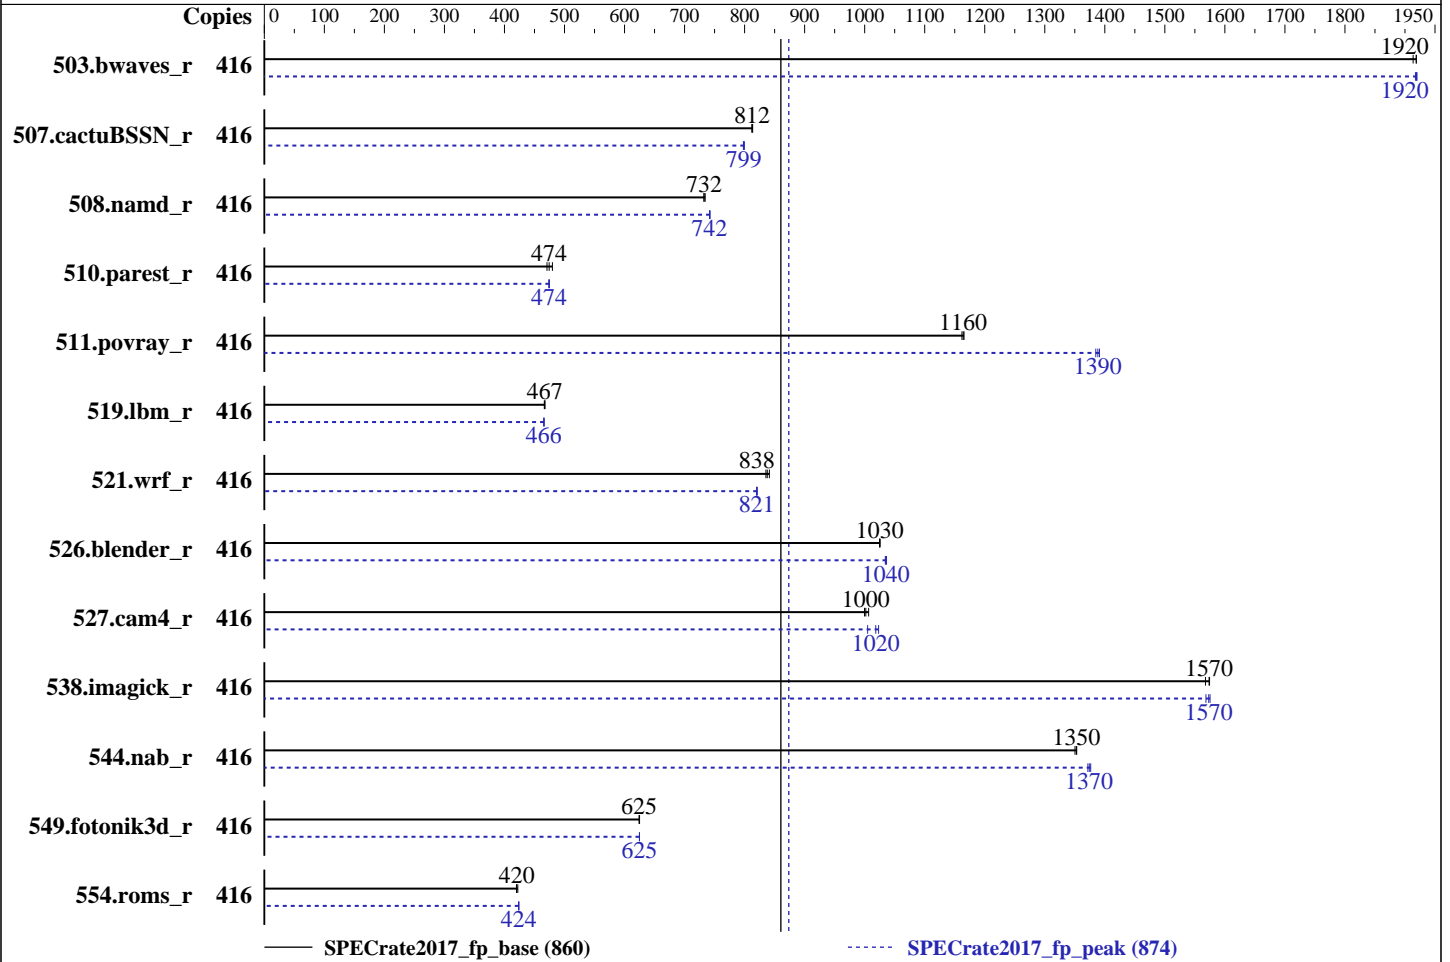 Copies 0 100 200 300 400 500 600 700 800 900 1000 1100 1200 1300 1400 1500 1600 1700 1800 1950
1920
503.bwaves_r 416
1920
812
507.cactuBSSN_r 416
799
732
508.namd_r 416
742
474
510.parest_r 416
474
1160
511.povray_r 416
1390
467
519.lbm_r 416
466
838
521.wrf_r 416
821
1030
526.blender_r 416
1040
1000
527.cam4_r 416
1020
1570
538.imagick_r 416
1570
1350
544.nab_r 416
1370
625
549.fotonik3d_r 416
625
420
554.roms_r 416
424
SPECrate2017_fp_base (860) SPECrate2017_fp_peak (874)